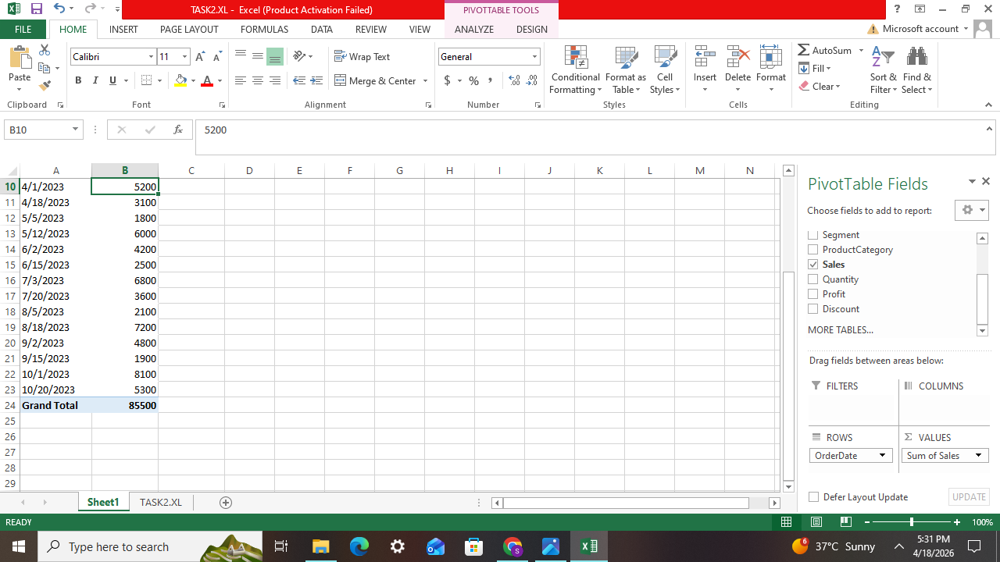 TASK2.XL - Excel (Product Activation Failed)
PIVOTTABLE TOOLS
?
FILE HOME INSERT PAGE LAYOUT FORMULAS DATA REVIEW VIEW ANALYZE DESIGN Microsoft account
Paste
Clipboard
Calibri 11
B I U
Font
Wrap Text
Merge & Center
Alignment
General
$ % ,
Number
Conditional Formatting
Format as Table
Cell Styles
Styles
Insert Delete Format
Cells
AutoSum
Fill
Clear
Sort & Filter
Find & Select
Editing
B10
fx 5200
A B C D E F G H I J K L M N
10 4/1/2023 5200
11 4/18/2023 3100
12 5/5/2023 1800
13 5/12/2023 6000
14 6/2/2023 4200
15 6/15/2023 2500
16 7/3/2023 6800
17 7/20/2023 3600
18 8/5/2023 2100
19 8/18/2023 7200
20 9/2/2023 4800
21 9/15/2023 1900
22 10/1/2023 8100
23 10/20/2023 5300
24 Grand Total 85500
25
26
27
28
29
PivotTable Fields
Choose fields to add to report:
Segment
ProductCategory
Sales
Quantity
Profit
Discount
MORE TABLES...
Drag fields between areas below:
FILTERS COLUMNS
ROWS VALUES
OrderDate Sum of Sales
Defer Layout Update UPDATE
Sheet1 TASK2.XL
READY 100%
Type here to search
6 37°C Sunny
5:31 PM
4/18/2026